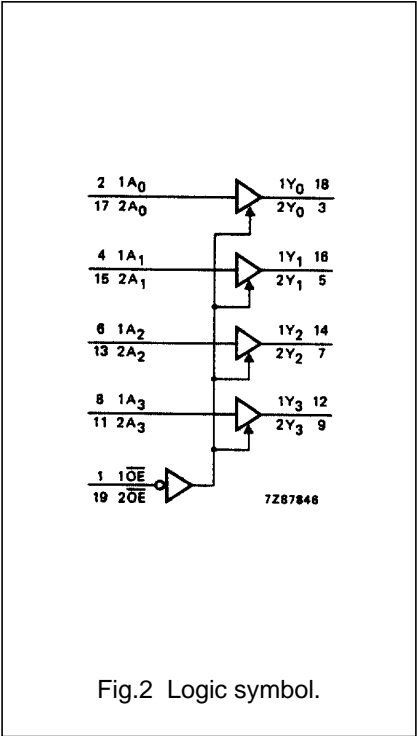 2 1A0 1Y0 18
17 2A0 2Y0 3
4 1A1 1Y1 16
15 2A1 2Y1 5
6 1A2 1Y2 14
13 2A2 2Y2 7
8 1A3 1Y3 12
11 2A3 2Y3 9
1 1O̅E̅
19 2O̅E̅
7Z87846
Fig.2 Logic symbol.